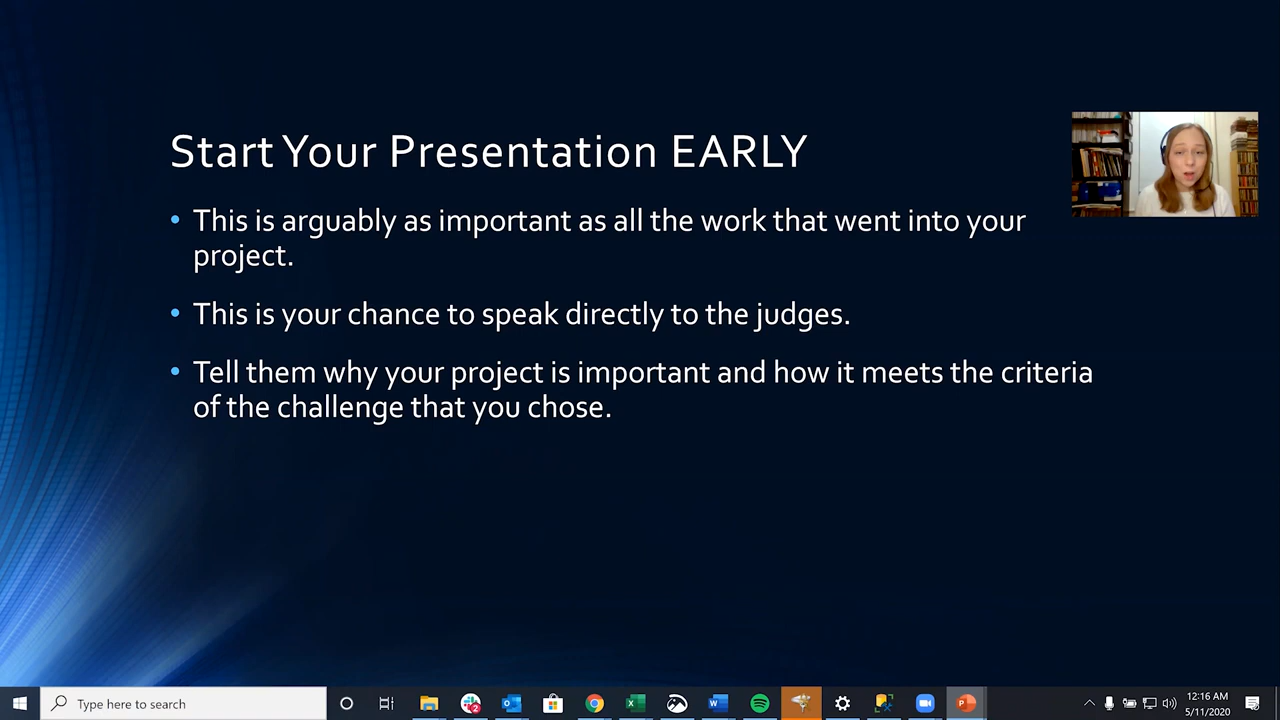 Start Your Presentation EARLY
• This is arguably as important as all the work that went into your
project.
• This is your chance to speak directly to the judges.
• Tell them why your project is important and how it meets the criteria
of the challenge that you chose.
Type here to search
12:16 AM
5/11/2020